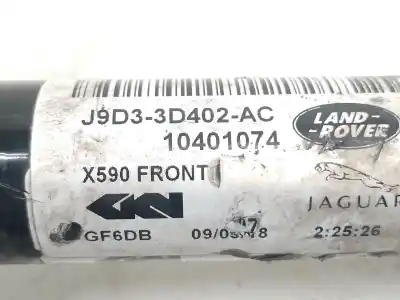 J9D3-3D402-AC
10401074
LAND-
-ROVER
X590 FRONT
GKN
JAGUAR
GF6DB
2:25:26